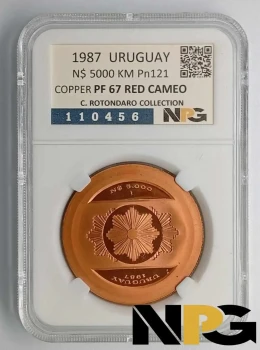 1987 URUGUAY
N$ 5000 KM Pn121
COPPER PF 67 RED CAMEO
C. ROTONDARO COLLECTION
110456
NPG
N$ 5.000
URUGUAY
1987
NPG